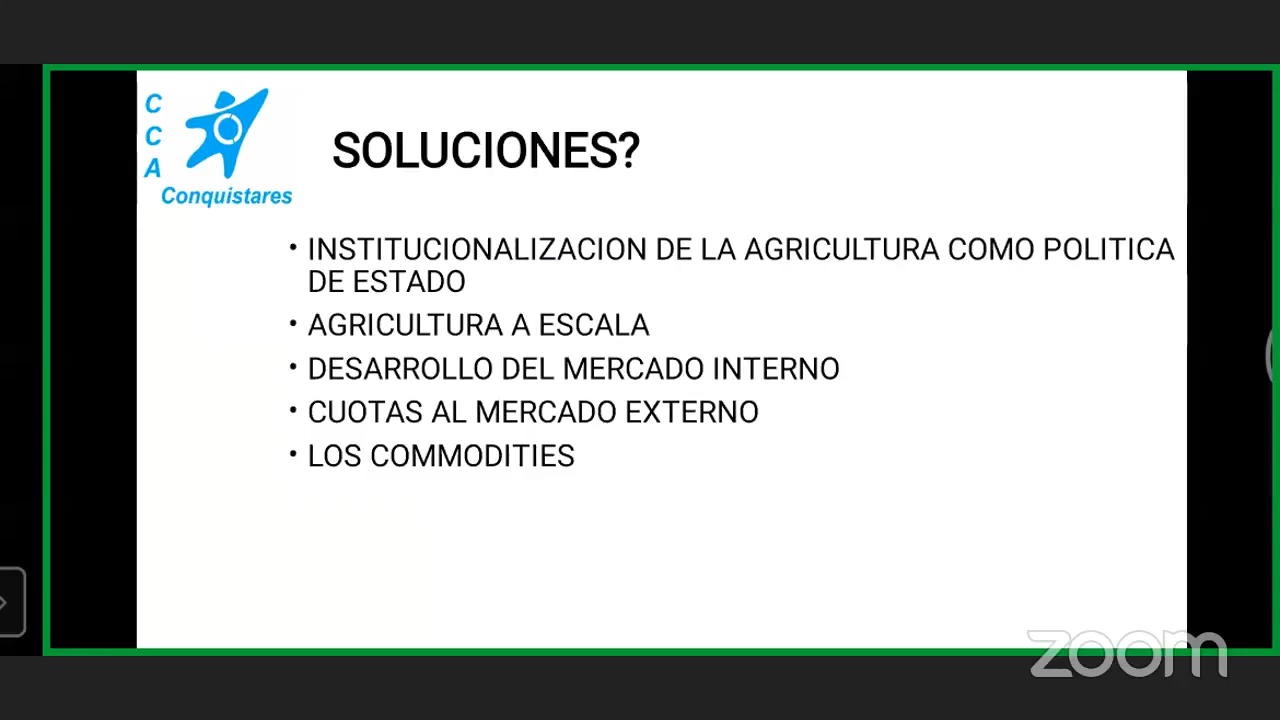 C
C
A
Conquistares
SOLUCIONES?
• INSTITUCIONALIZACION DE LA AGRICULTURA COMO POLITICA
DE ESTADO
• AGRICULTURA A ESCALA
• DESARROLLO DEL MERCADO INTERNO
• CUOTAS AL MERCADO EXTERNO
• LOS COMMODITIES
zoom